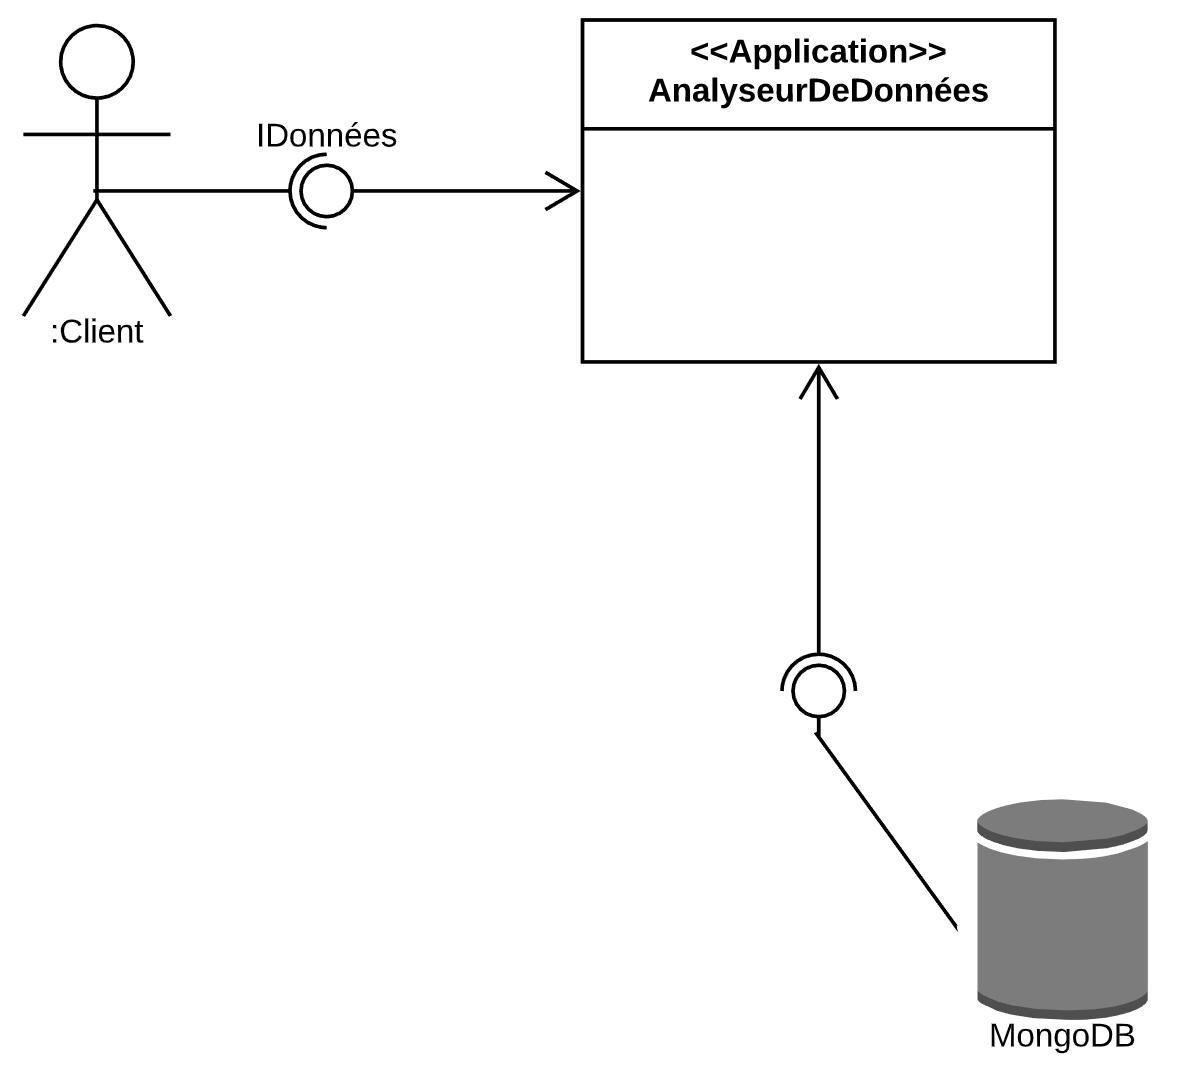 <<Application>>
AnalyseurDeDonnées
IDonnées
:Client
MongoDB